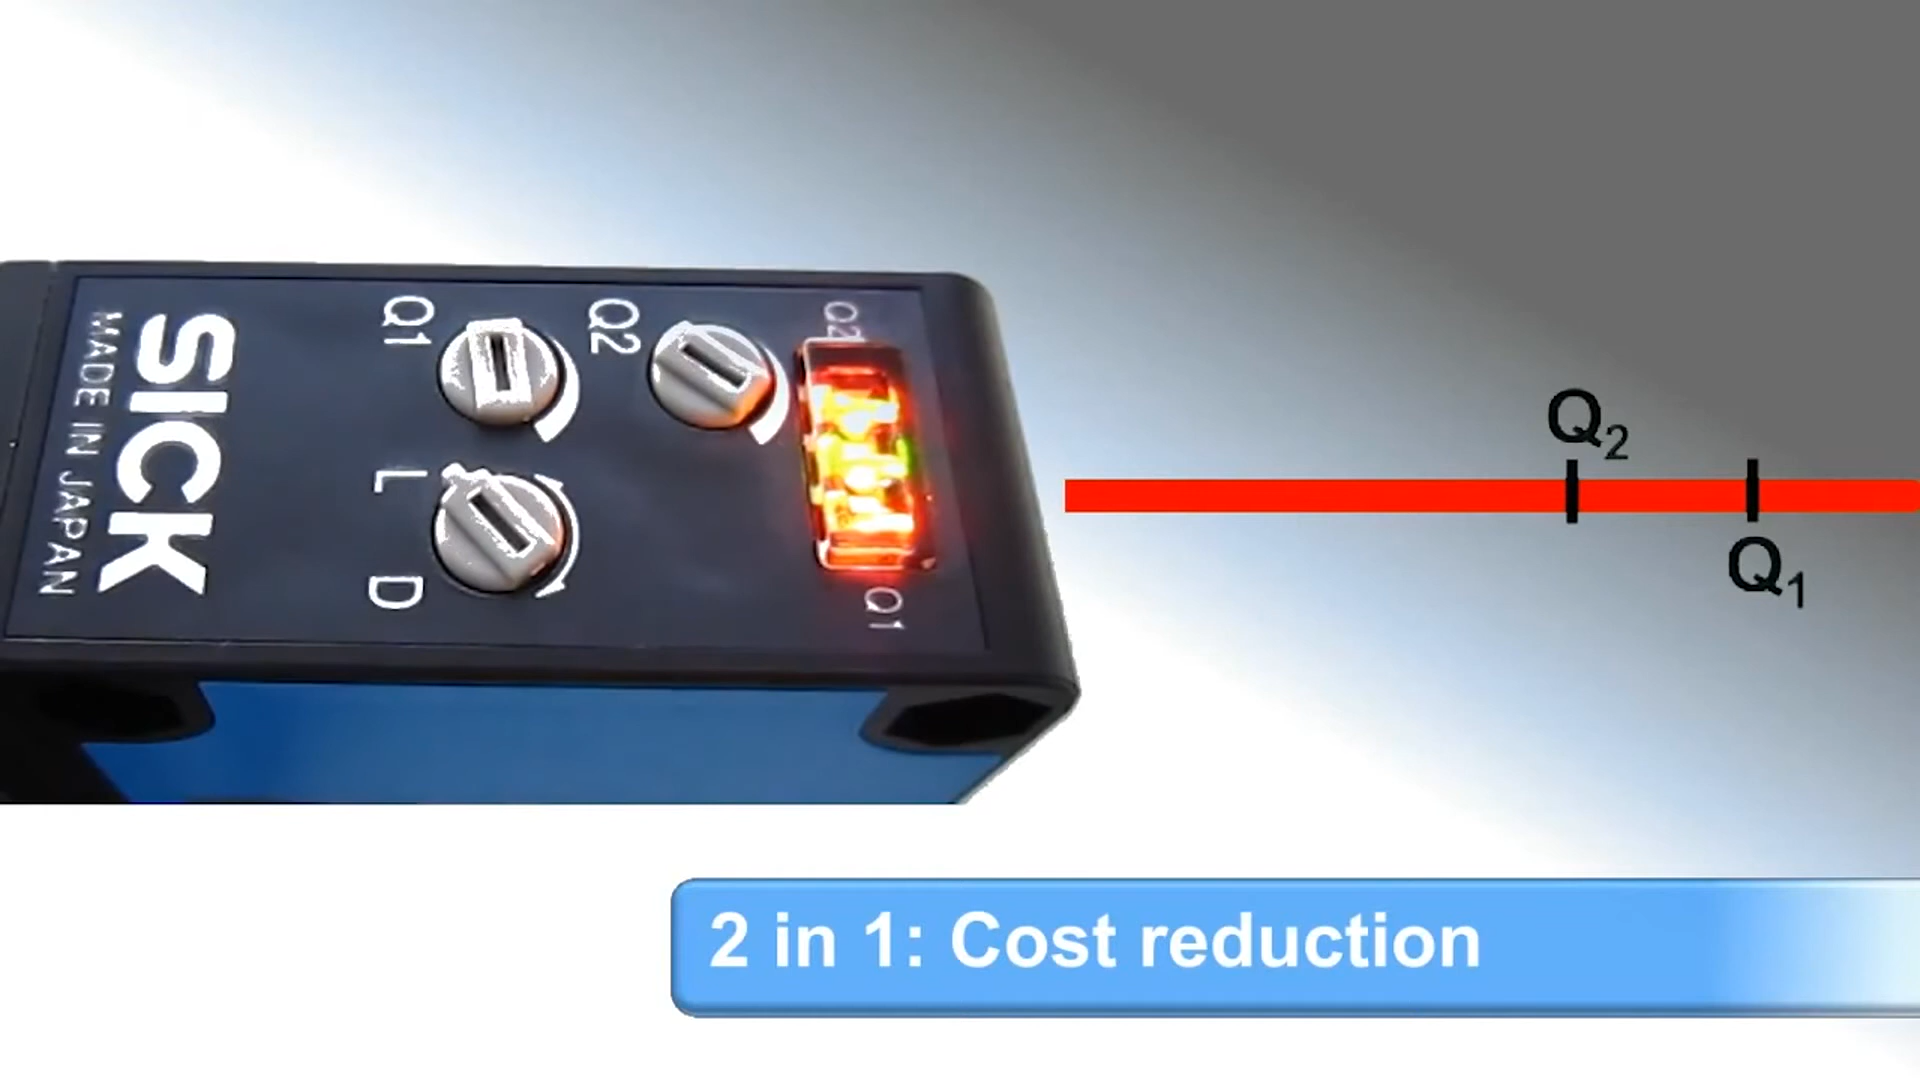 Q1
Q2
Q2
SICK
MADE IN JAPAN
L
D
Q1
Q2
Q1
2 in 1: Cost reduction